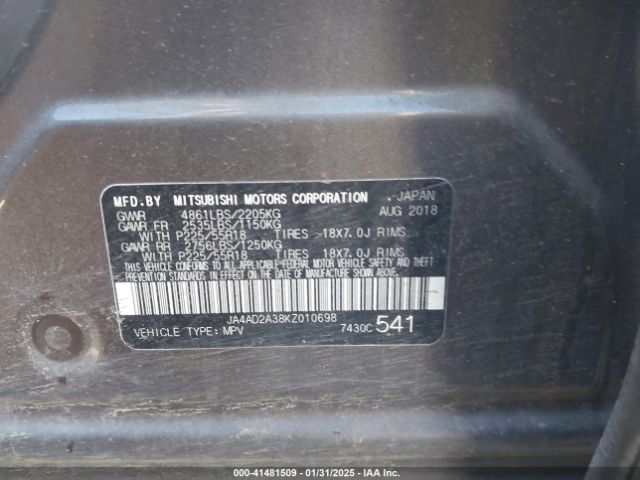 MFD.BY MITSUBISHI MOTORS CORPORATION JAPAN
GWVR 4861LBS/2205KG AUG 2018
GAWR FR 2535LBS/1150KG
WITH P225/55R18 TIRES 18X7.0J RIMS.
GAWR RR 2756LBS/1250KG
WITH P225/55R18 TIRES 18X7.0J RIMS.
THIS VEHICLE CONFORMS TO ALL APPLICABLE FEDERAL MOTOR VEHICLE SAFETY AND THEFT
PREVENTION STANDARDS IN EFFECT ON THE DATE OF MANUFACTURE SHOWN ABOVE.
JA4AD2A38KZ010698
VEHICLE TYPE: MPV 7430C 541
000-41481509 - 01/31/2025 - IAA Inc.